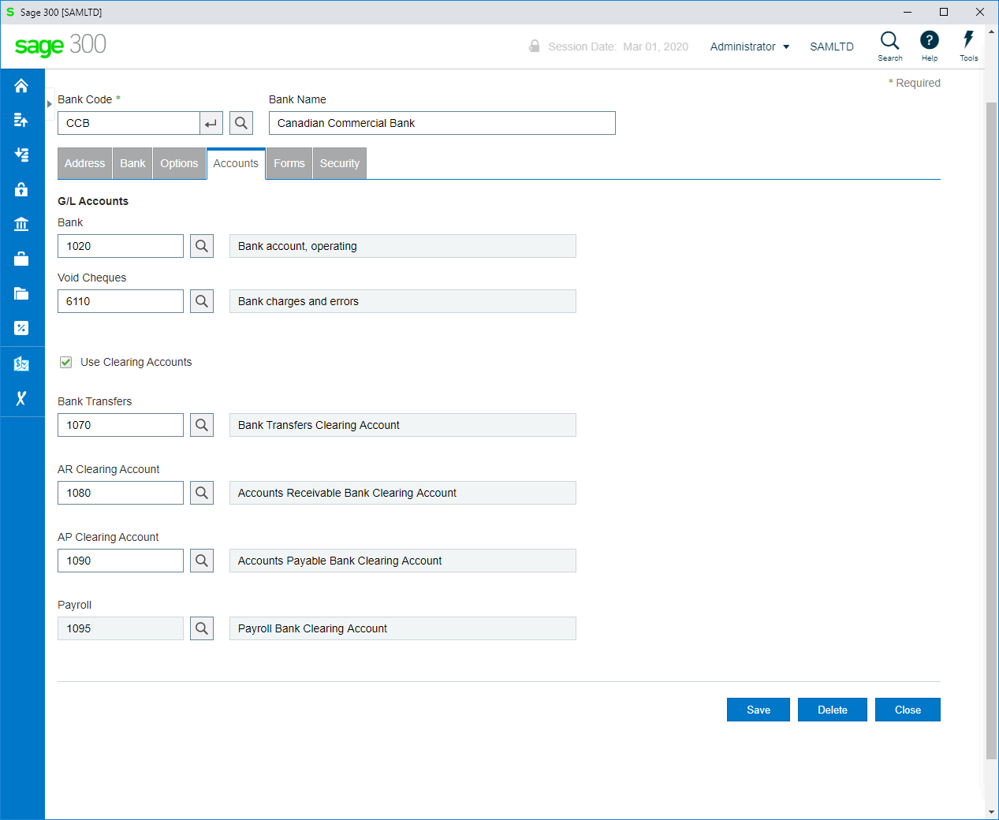 S Sage 300 [SAMLTD]
sage 300
Session Date: Mar 01, 2020
Administrator
SAMLTD
Search
Help
Tools
* Required
Bank Code *
Bank Name
CCB
Canadian Commercial Bank
Address Bank Options Accounts Forms Security
G/L Accounts
Bank
1020 Bank account, operating
Void Cheques
6110 Bank charges and errors
Use Clearing Accounts
Bank Transfers
1070 Bank Transfers Clearing Account
AR Clearing Account
1080 Accounts Receivable Bank Clearing Account
AP Clearing Account
1090 Accounts Payable Bank Clearing Account
Payroll
1095 Payroll Bank Clearing Account
Save Delete Close